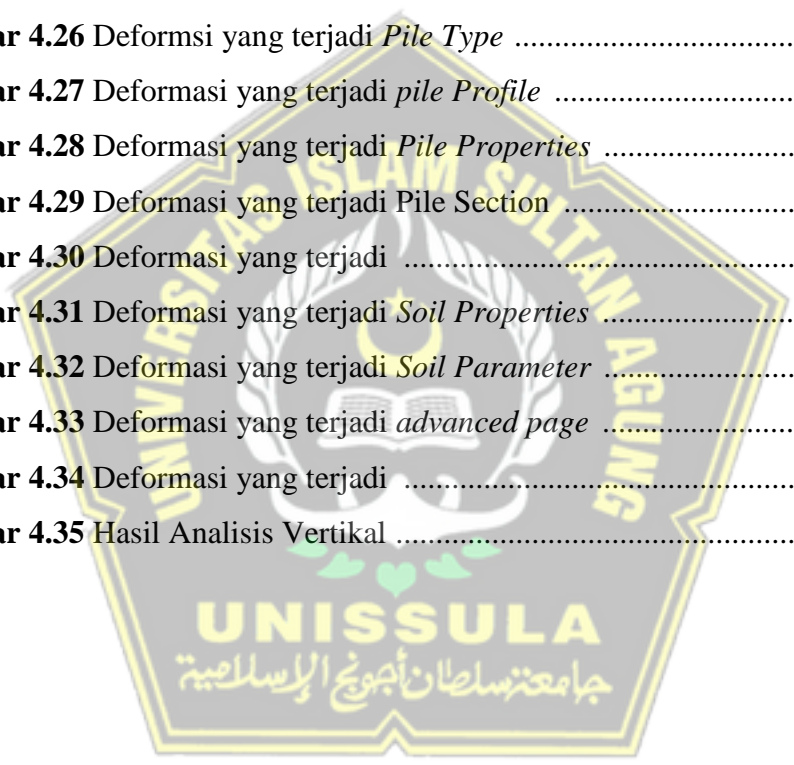 ar 4.26 Deformsi yang terjadi Pile Type ................................
ar 4.27 Deformasi yang terjadi pile Profile ............................
ar 4.28 Deformasi yang terjadi Pile Properties ......................
ar 4.29 Deformasi yang terjadi Pile Section ...........................
ar 4.30 Deformasi yang terjadi ...............................................
ar 4.31 Deformasi yang terjadi Soil Properties .......................
ar 4.32 Deformasi yang terjadi Soil Parameter ......................
ar 4.33 Deformasi yang terjadi advanced page ......................
ar 4.34 Deformasi yang terjadi ...............................................
ar 4.35 Hasil Analisis Vertikal ................................................
UNIVERSITAS ISLAM SULTAN AGUNG
UNISSULA
جامعتنسلطان أجونج الإسلامية